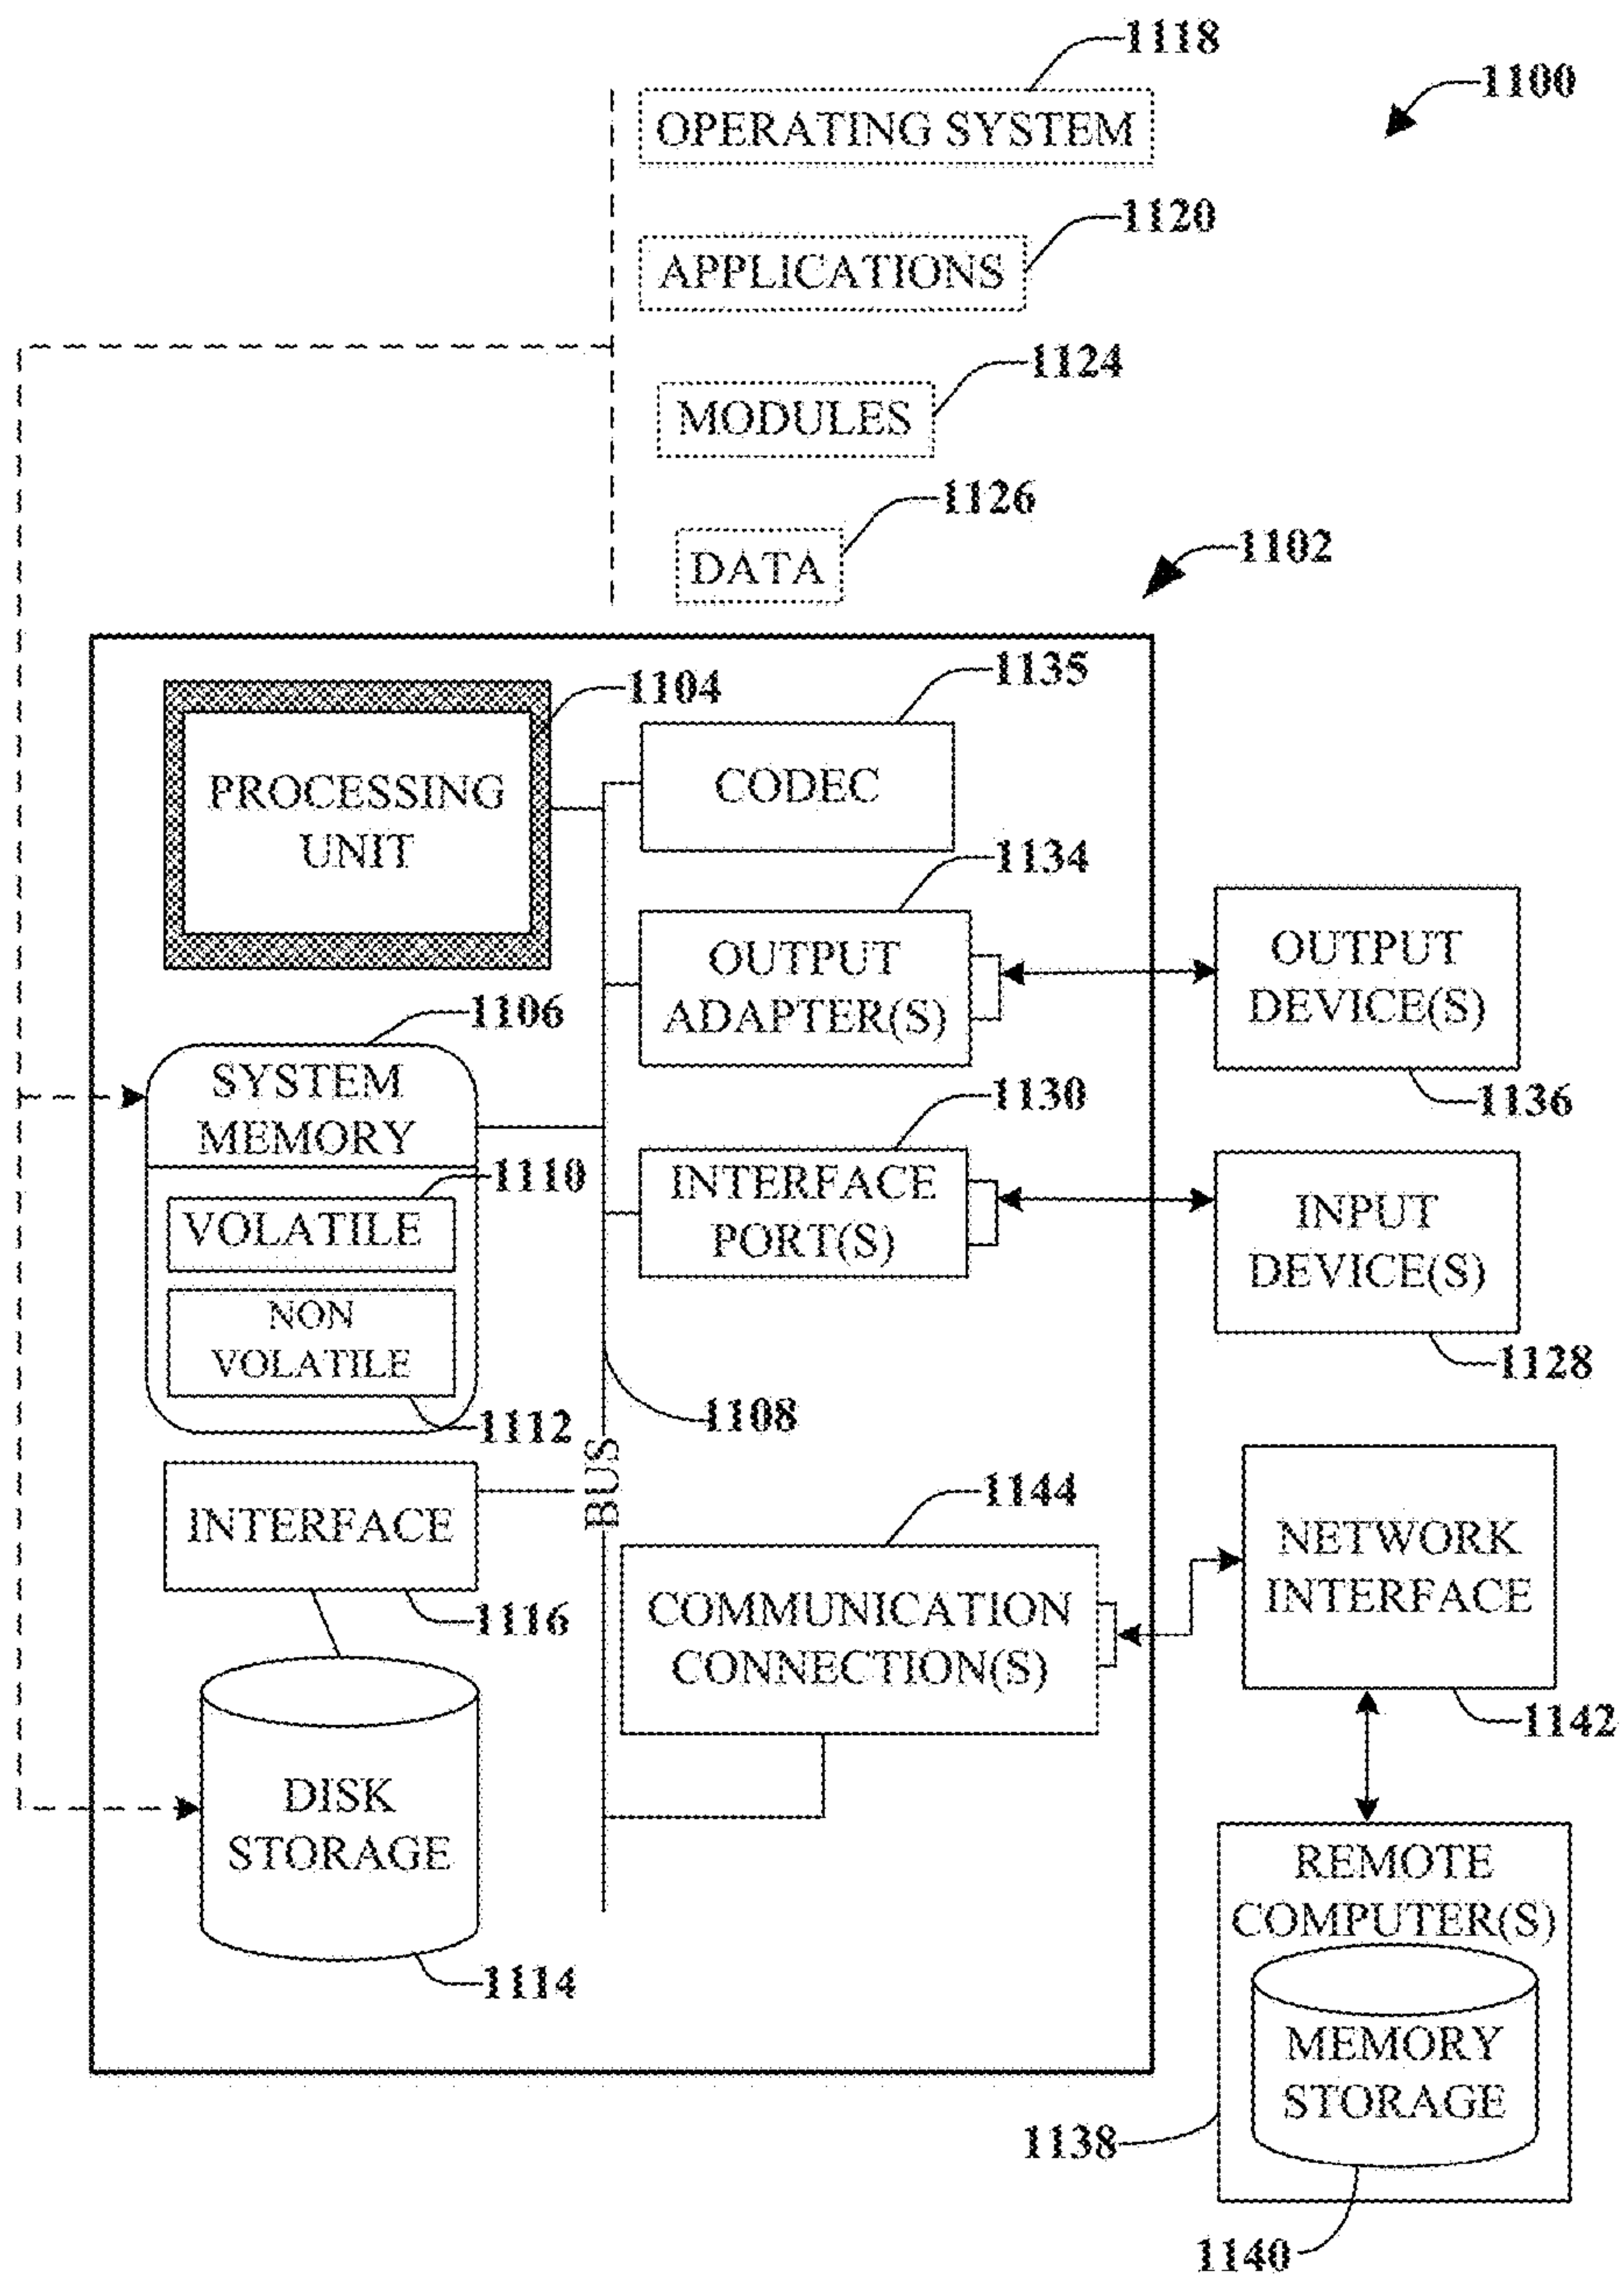 1118
1100
OPERATING SYSTEM
1120
APPLICATIONS
1124
MODULES
1126
DATA
1102
1104
1135
PROCESSING
UNIT
CODEC
1134
OUTPUT
ADAPTER(S)
OUTPUT
DEVICE(S)
1136
1106
SYSTEM
MEMORY
1110
VOLATILE
NON
VOLATILE
1112
1130
INTERFACE
PORT(S)
INPUT
DEVICE(S)
1128
1108
BUS
INTERFACE
1116
1144
COMMUNICATION
CONNECTION(S)
NETWORK
INTERFACE
1142
DISK
STORAGE
1114
REMOTE
COMPUTER(S)
MEMORY
STORAGE
1138
1140